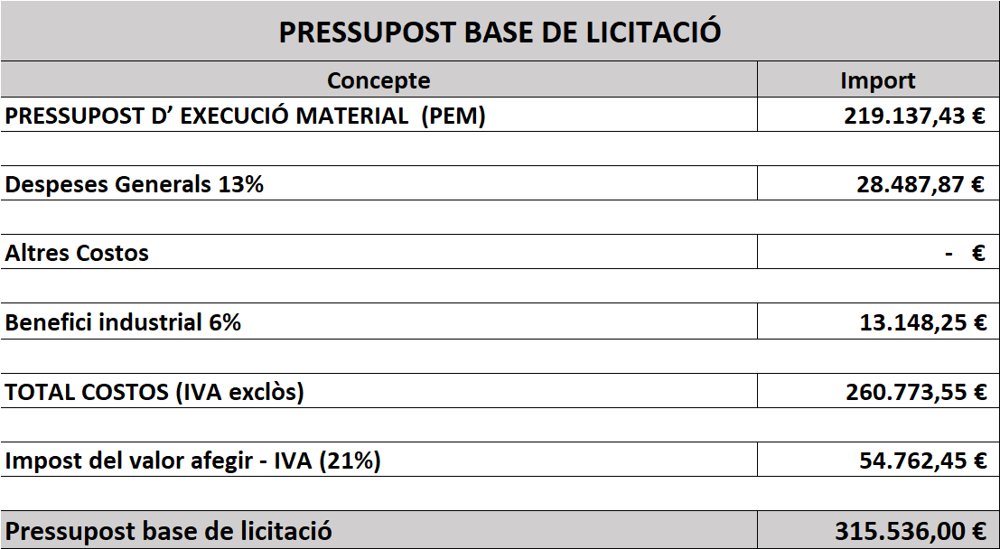 PRESSUPOST BASE DE LICITACIÓ
Concepte Import
PRESSUPOST D’ EXECUCIÓ MATERIAL (PEM) 219.137,43 €
Despeses Generals 13% 28.487,87 €
Altres Costos - €
Benefici industrial 6% 13.148,25 €
TOTAL COSTOS (IVA exclòs) 260.773,55 €
Impost del valor afegir - IVA (21%) 54.762,45 €
Pressupost base de licitació 315.536,00 €